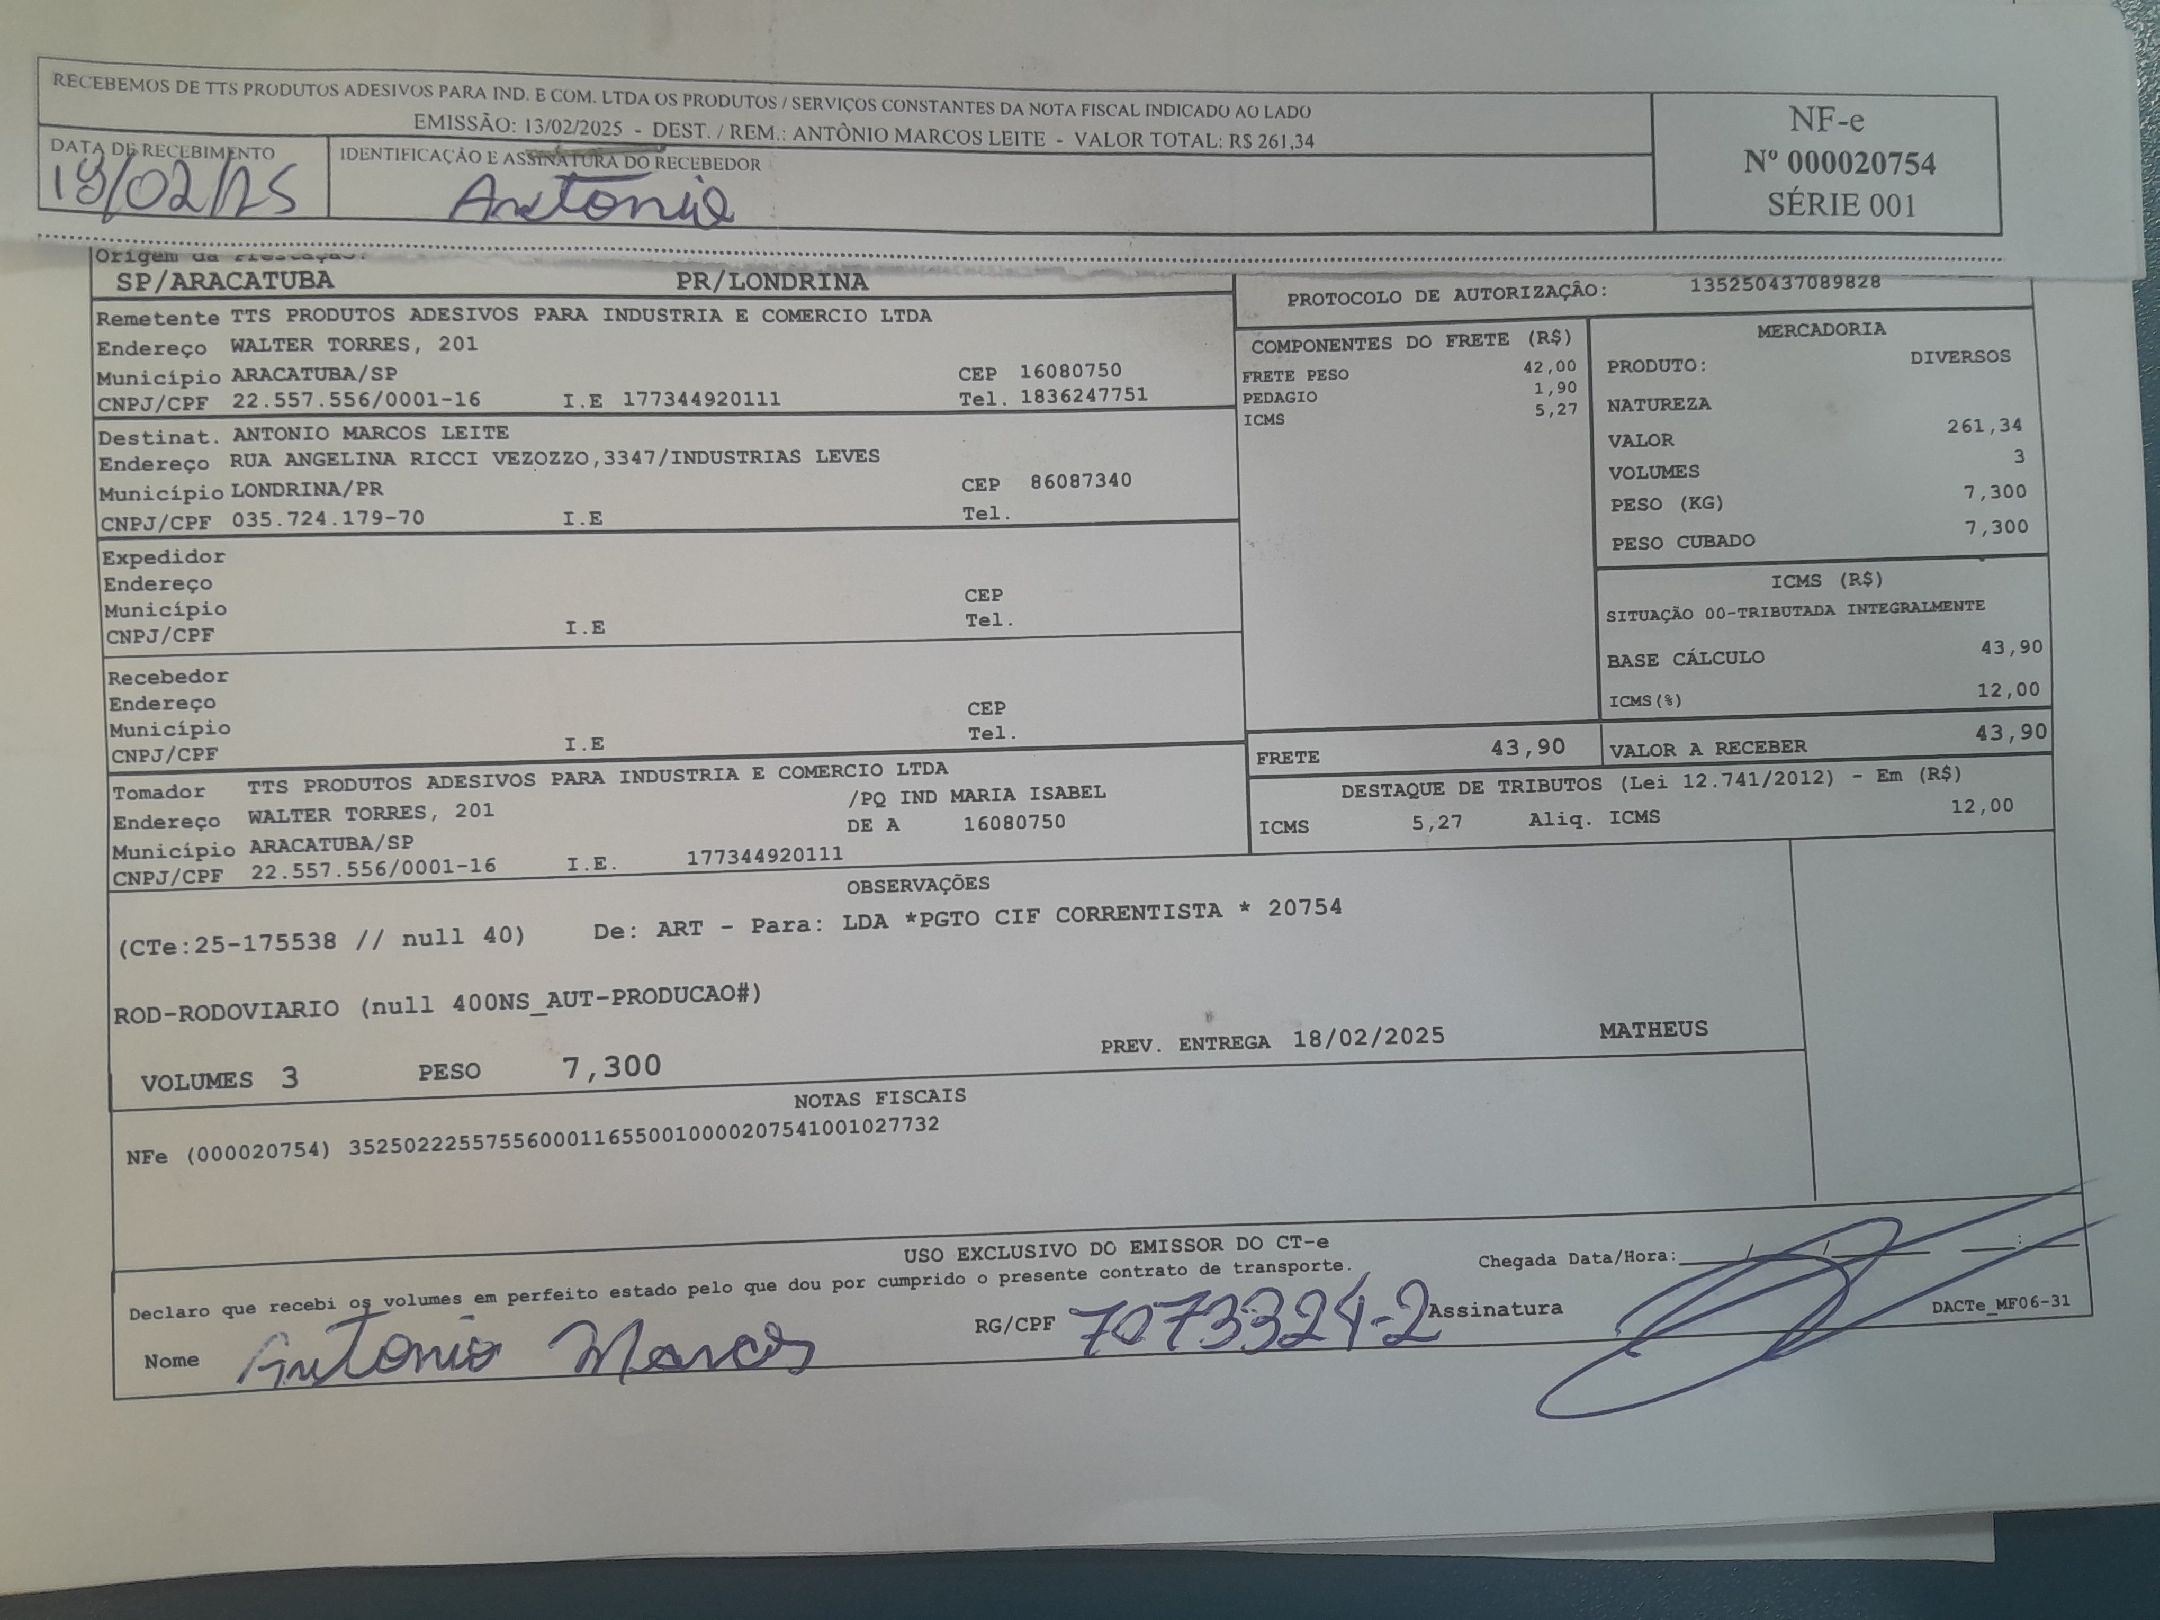 RECEBEMOS DE TTS PRODUTOS ADESIVOS PARA IND. E COM. LTDA OS PRODUTOS / SERVIÇOS CONSTANTES DA NOTA FISCAL INDICADO AO LADO
EMISSÃO: 13/02/2025 - DEST. / REM.: ANTÔNIO MARCOS LEITE - VALOR TOTAL: R$ 261,34
NF-e
Nº 000020754
SÉRIE 001
DATA DE RECEBIMENTO
/02/25
IDENTIFICAÇÃO E ASSINATURA DO RECEBEDOR
Antonio
Origem da Prestação:
SP/ARACATUBA PR/LONDRINA
Remetente TTS PRODUTOS ADESIVOS PARA INDUSTRIA E COMERCIO LTDA
Endereço WALTER TORRES, 201
Município ARACATUBA/SP CEP 16080750
CNPJ/CPF 22.557.556/0001-16 I.E 177344920111 Tel. 1836247751
Destinat. ANTONIO MARCOS LEITE
Endereço RUA ANGELINA RICCI VEZOZZO,3347/INDUSTRIAS LEVES
Município LONDRINA/PR CEP 86087340
CNPJ/CPF 035.724.179-70 I.E Tel.
Expedidor
Endereço
Município CEP
CNPJ/CPF I.E Tel.
Recebedor
Endereço
Município CEP
CNPJ/CPF I.E Tel.
Tomador TTS PRODUTOS ADESIVOS PARA INDUSTRIA E COMERCIO LTDA
Endereço WALTER TORRES, 201 /PQ IND MARIA ISABEL
Município ARACATUBA/SP DE A 16080750
CNPJ/CPF 22.557.556/0001-16 I.E. 177344920111
PROTOCOLO DE AUTORIZAÇÃO: 135250437089828
COMPONENTES DO FRETE (R$)
FRETE PESO 42,00
PEDAGIO 1,90
ICMS 5,27
MERCADORIA
PRODUTO: DIVERSOS
NATUREZA
VALOR 261,34
VOLUMES 3
PESO (KG) 7,300
PESO CUBADO 7,300
ICMS (R$)
SITUAÇÃO 00-TRIBUTADA INTEGRALMENTE
BASE CÁLCULO 43,90
ICMS(%) 12,00
FRETE 43,90 VALOR A RECEBER 43,90
DESTAQUE DE TRIBUTOS (Lei 12.741/2012) - Em (R$)
ICMS 5,27 Aliq. ICMS 12,00
OBSERVAÇÕES
(CTe:25-175538 // null 40) De: ART - Para: LDA *PGTO CIF CORRENTISTA * 20754
ROD-RODOVIARIO (null 400NS_AUT-PRODUCAO#)
VOLUMES 3 PESO 7,300 PREV. ENTREGA 18/02/2025 MATHEUS
NOTAS FISCAIS
NFe (000020754) 35250222557556000116550010000207541001027732
USO EXCLUSIVO DO EMISSOR DO CT-e
Declaro que recebi os volumes em perfeito estado pelo que dou por cumprido o presente contrato de transporte. Chegada Data/Hora:___/___/___ ___:___
Nome Antonio Marcos RG/CPF 7073324-2 Assinatura
DACTe_MF06-31